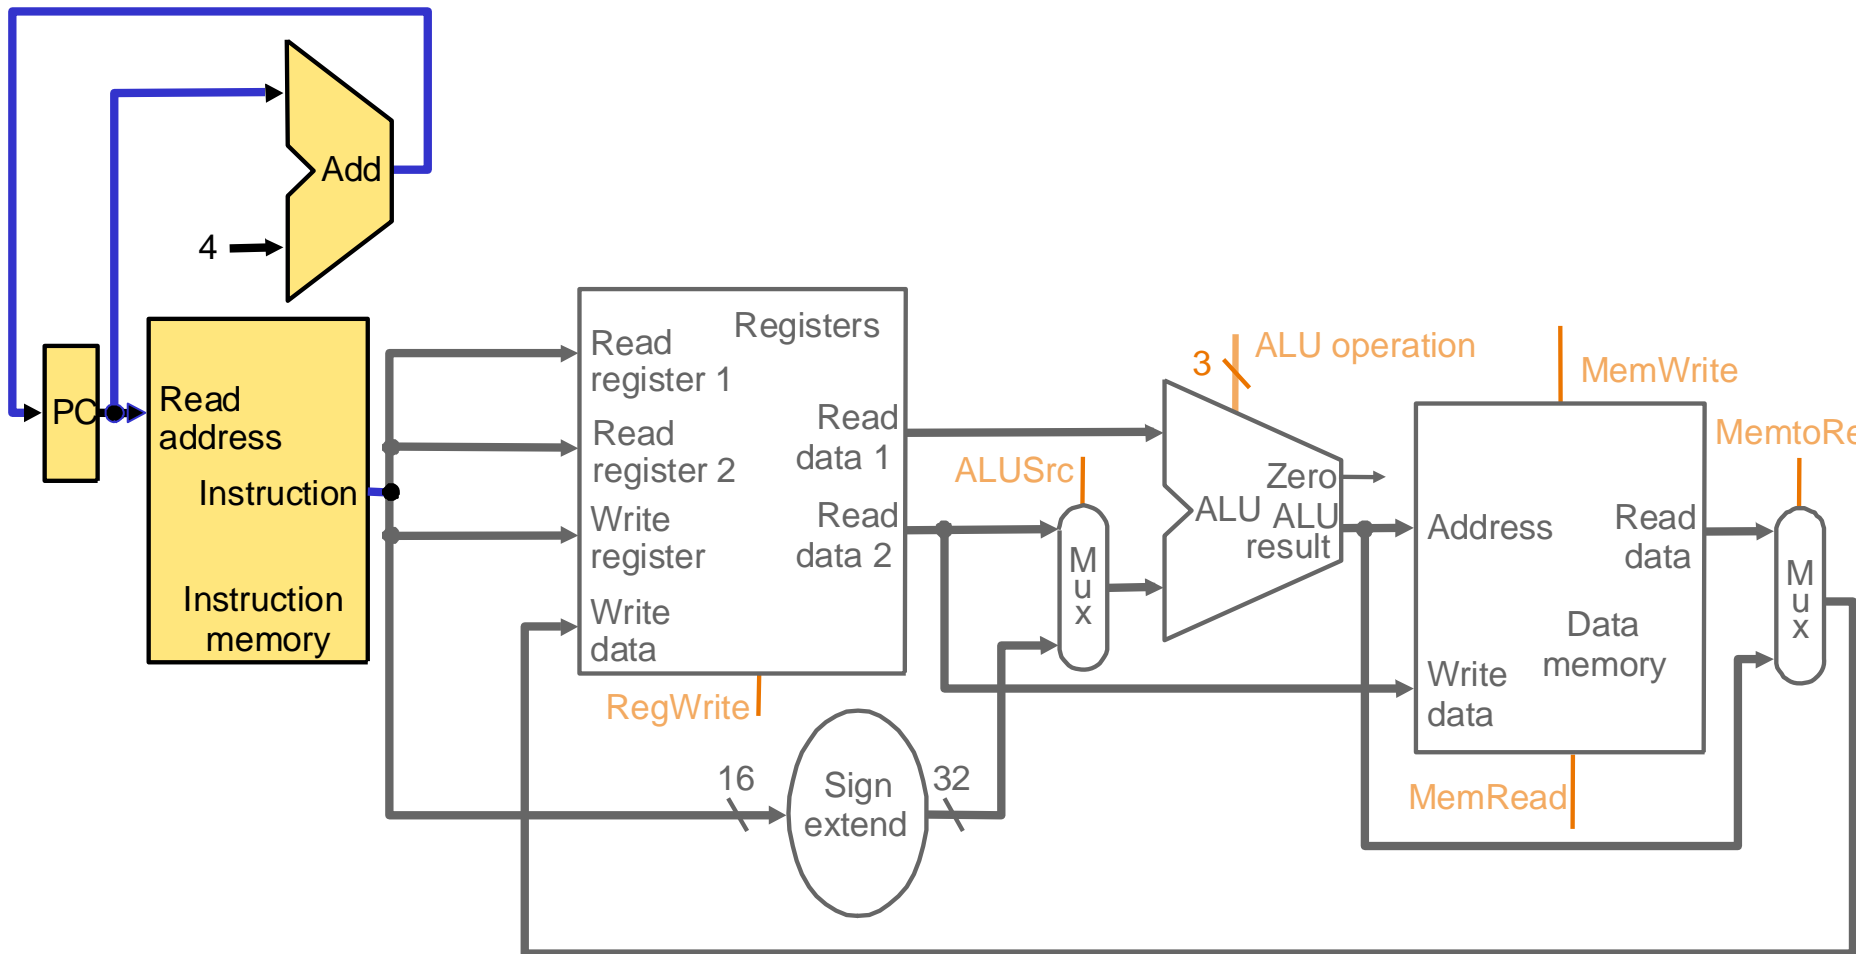 Add
4
PC
Read
address
Instruction
Instruction
memory
Registers
Read
register 1
Read
register 2
Write
register
Write
data
Read
data 1
Read
data 2
RegWrite
16
Sign
extend
32
ALUSrc
M
u
x
3
ALU operation
Zero
ALU
ALU
result
MemWrite
Address
Read
data
Data
memory
Write
data
MemRead
MemtoRe
M
u
x